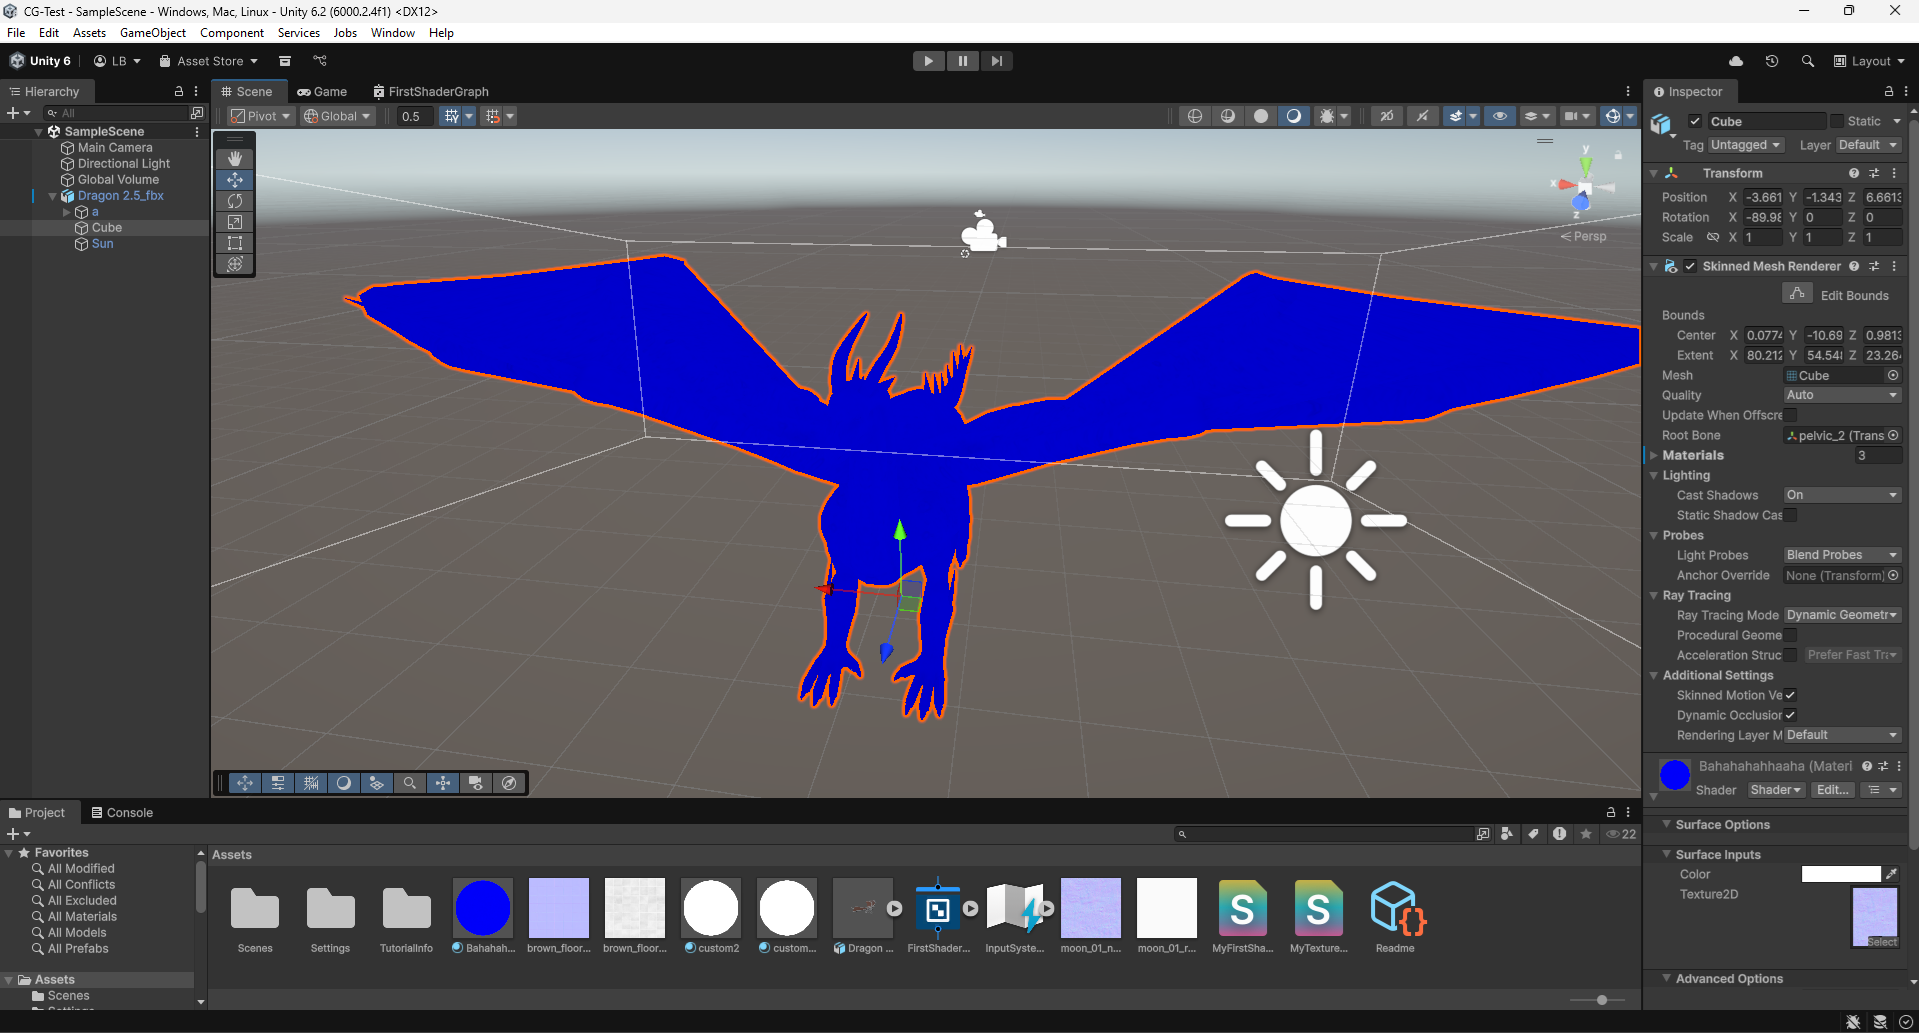 CG-Test - SampleScene - Windows, Mac, Linux - Unity 6.2 (6000.2.4f1) <DX12>
File Edit Assets GameObject Component Services Jobs Window Help
Unity 6 LB Asset Store Layout
Hierarchy
All
SampleScene
Main Camera
Directional Light
Global Volume
Dragon 2.5_fbx
a
Cube
Sun
Scene Game FirstShaderGraph
Pivot Global 0.5 2D
y
x
z
Persp
Inspector
Cube Static
Tag Untagged Layer Default
Transform
Position X -3.661 Y -1.343 Z 6.6613
Rotation X -89.98 Y 0 Z 0
Scale X 1 Y 1 Z 1
Skinned Mesh Renderer
Edit Bounds
Bounds
Center X 0.0774 Y -10.69 Z 0.9813
Extent X 80.212 Y 54.548 Z 23.264
Mesh Cube
Quality Auto
Update When Offscre
Root Bone pelvic_2 (Trans
Materials 3
Lighting
Cast Shadows On
Static Shadow Cas
Probes
Light Probes Blend Probes
Anchor Override None (Transform)
Ray Tracing
Ray Tracing Mode Dynamic Geometr
Procedural Geome
Acceleration Struc Prefer Fast Tra
Additional Settings
Skinned Motion Ve
Dynamic Occlusion
Rendering Layer M Default
Bahahahahhaaha (Materi
Shader Shader Edit...
Surface Options
Surface Inputs
Color
Texture2D
Select
Advanced Options
Project Console
22
Favorites
All Modified
All Conflicts
All Excluded
All Materials
All Models
All Prefabs
Assets
Scenes
Settings
Assets
Scenes
Settings
TutorialInfo
Bahahah...
brown_floor...
brown_floor...
custom2
custom...
Dragon ...
FirstShader...
InputSyste...
moon_01_n...
moon_01_r...
S
MyFirstSha...
S
MyTexture...
{}
Readme